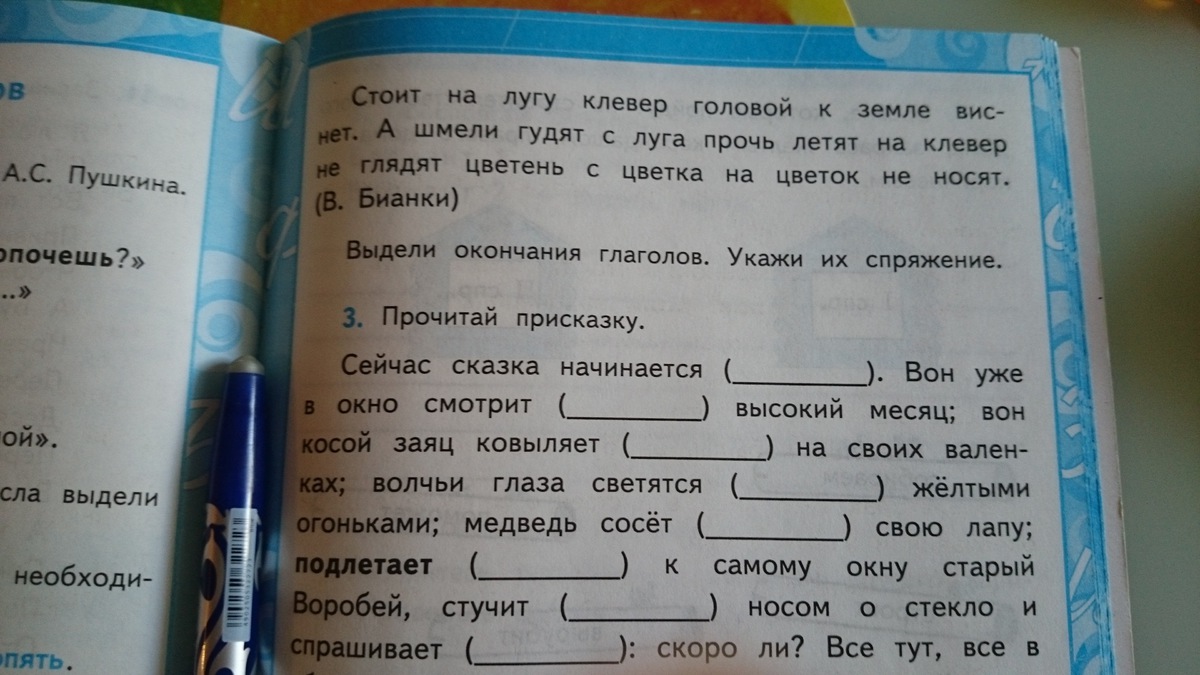 ов
А.С. Пушкина.
опочешь?»
...»
ой».
сла выдели
необходи-
опять.
Стоит на лугу клевер головой к земле вис-
нет. А шмели гудят с луга прочь летят на клевер
не глядят цветень с цветка на цветок не носят.
(В. Бианки)
Выдели окончания глаголов. Укажи их спряжение.
3. Прочитай присказку.
Сейчас сказка начинается (__________). Вон уже
в окно смотрит (__________) высокий месяц; вон
косой заяц ковыляет (__________) на своих вален-
ках; волчьи глаза светятся (__________) жёлтыми
огоньками; медведь сосёт (__________) свою лапу;
подлетает (__________) к самому окну старый
Воробей, стучит (__________) носом о стекло и
спрашивает (__________): скоро ли? Все тут, все в